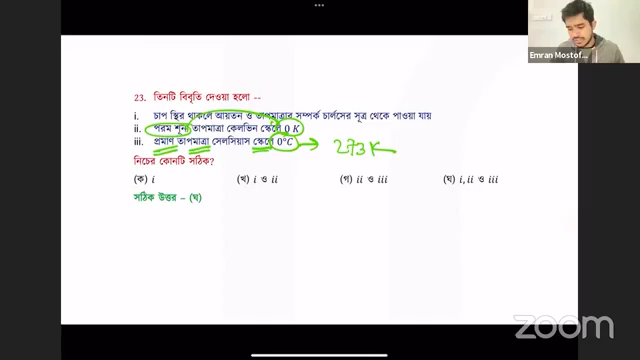 Emran Mostof...
23. তিনটি বিবৃতি দেওয়া হলো --
i. চাপ স্থির থাকলে আয়তন ও তাপমাত্রার সম্পর্ক চার্লসের সূত্র থেকে পাওয়া যায়
ii. পরম শূন্য তাপমাত্রা কেলভিন স্কেলে 0 K
iii. প্রমাণ তাপমাত্রা সেলসিয়াস স্কেলে 0°C → 273 K
নিচের কোনটি সঠিক?
(ক) i (খ) i ও ii (গ) ii ও iii (ঘ) i, ii ও iii
সঠিক উত্তর – (ঘ)
zoom